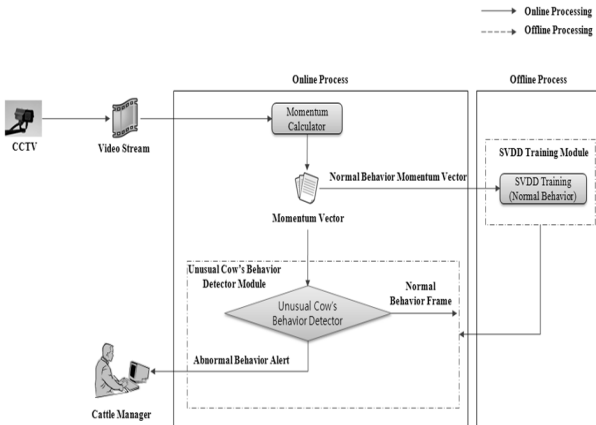 Online Processing
Offline Processing
Online Process
Offline Process
Momentum
Calculator
CCTV
Video Stream
SVDD Training Module
Normal Behavior Momentum Vector
SVDD Training
(Normal Behavior)
Momentum Vector
Unusual Cow's Behavior
Detector Module
Normal
Behavior Frame
Unusual Cow's
Behavior Detector
Abnormal Behavior Alert
Cattle Manager